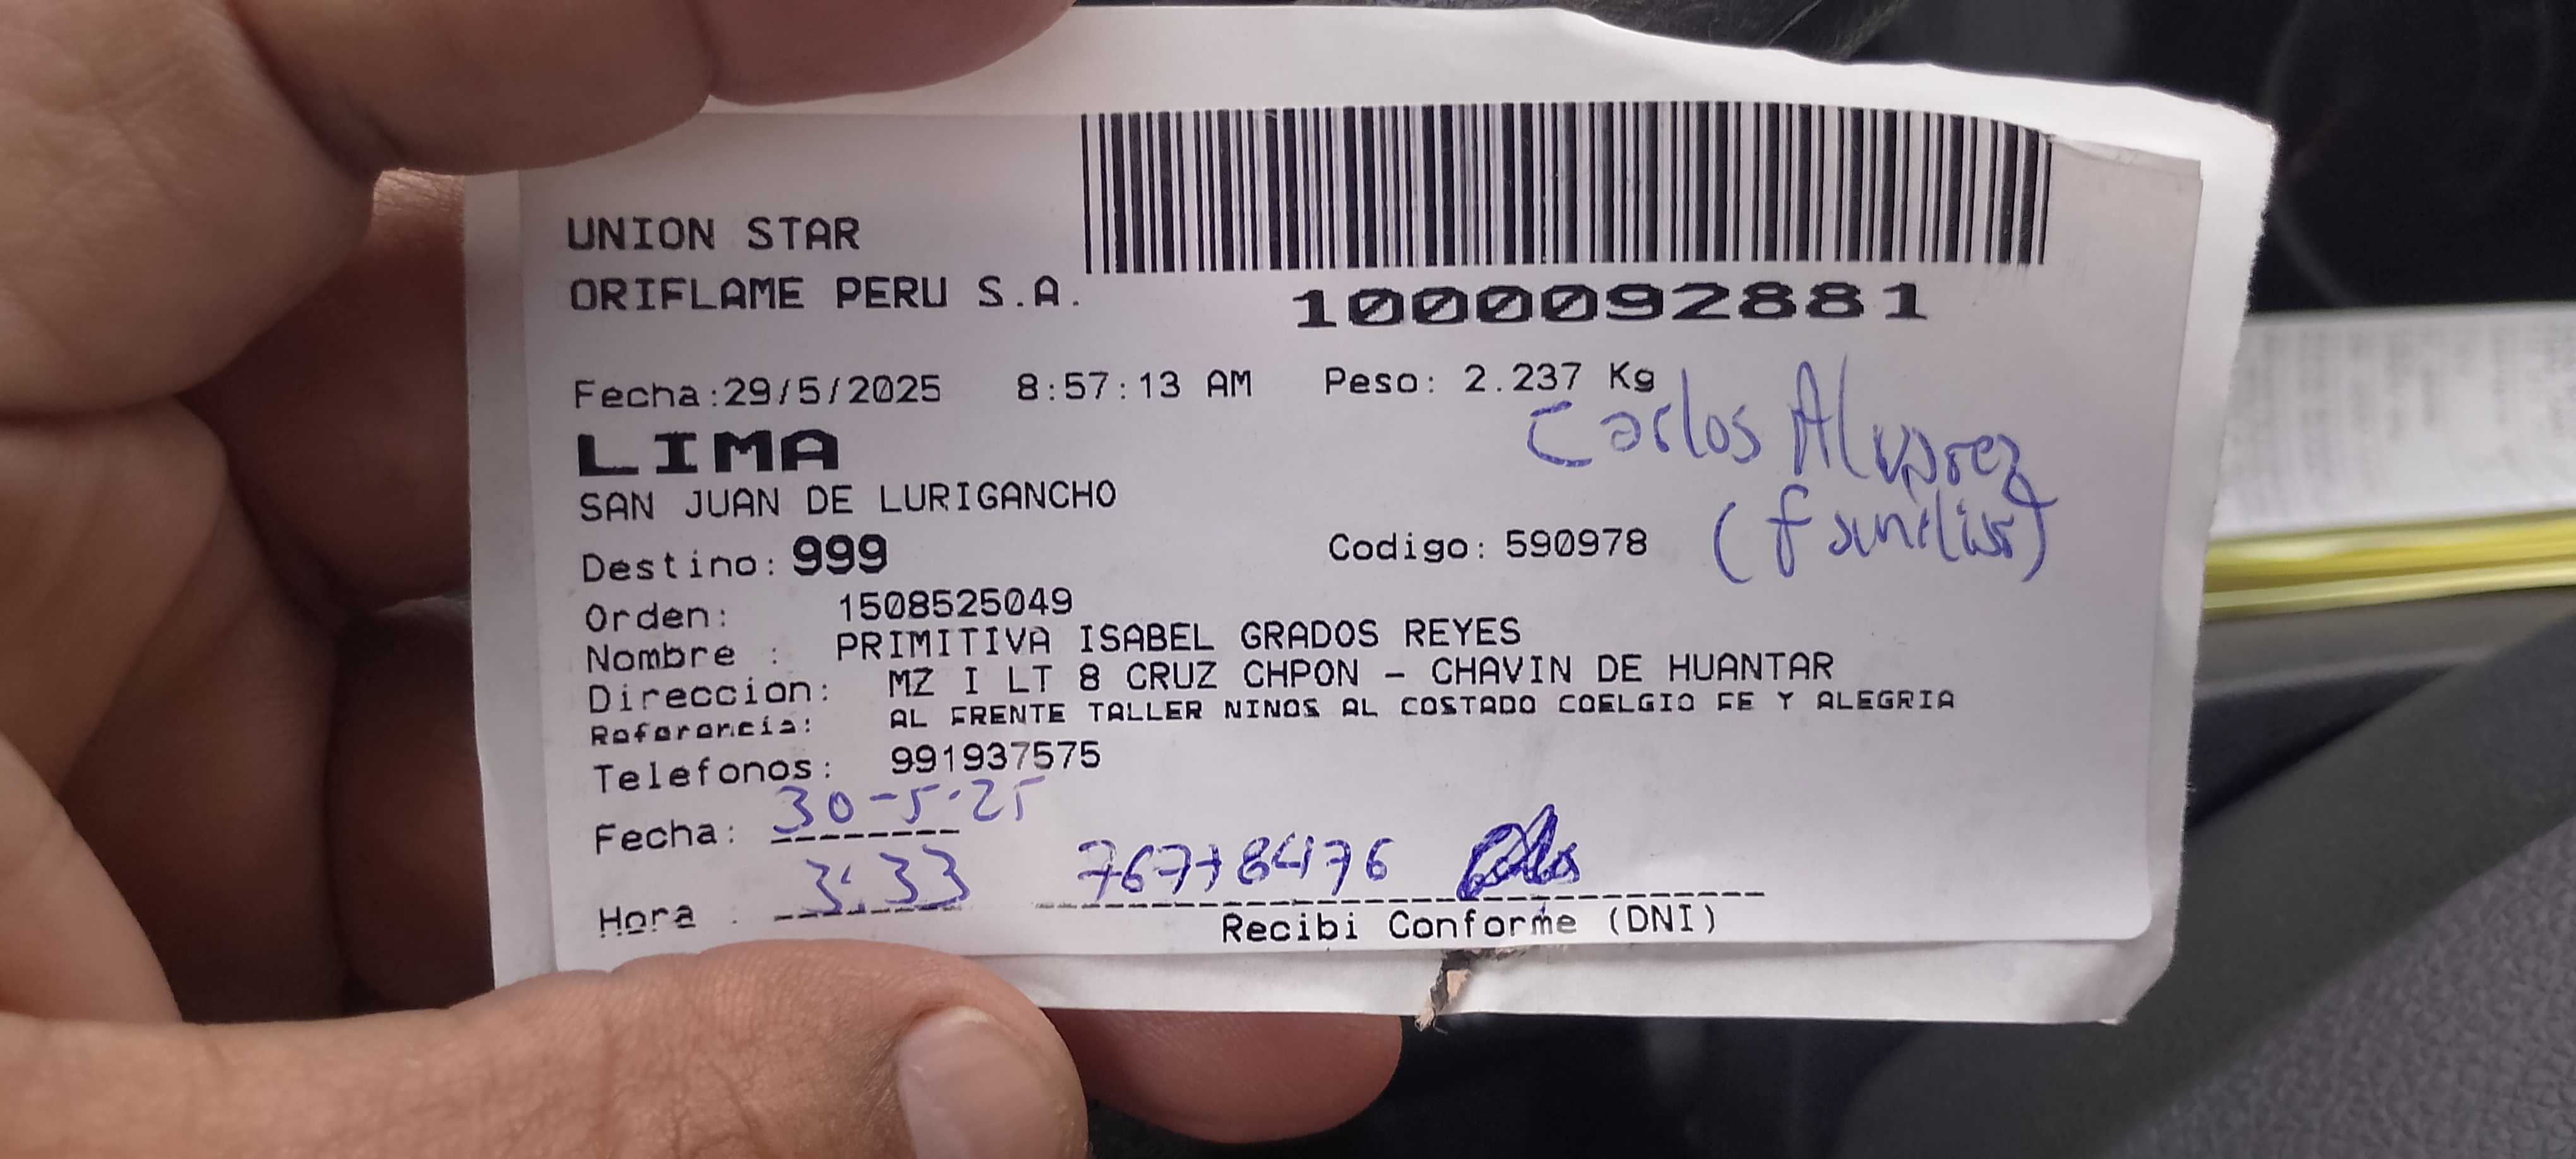 UNION STAR
ORIFLAME PERU S.A.
1000092881
Fecha:29/5/2025 8:57:13 AM Peso: 2.237 Kg
Carlos Alvarez
(familiar)
LIMA
SAN JUAN DE LURIGANCHO
Destino: 999 Codigo: 590978
Orden: 1508525049
Nombre : PRIMITIVA ISABEL GRADOS REYES
Direccion: MZ I LT 8 CRUZ CHPON - CHAVIN DE HUANTAR
Referencia: AL FRENTE TALLER NINOS AL COSTADO COELGIO FE Y ALEGRIA
Telefonos: 991937575
Fecha: 30-5-25
Hora : 3:33 76778476
Recibi Conforme (DNI)